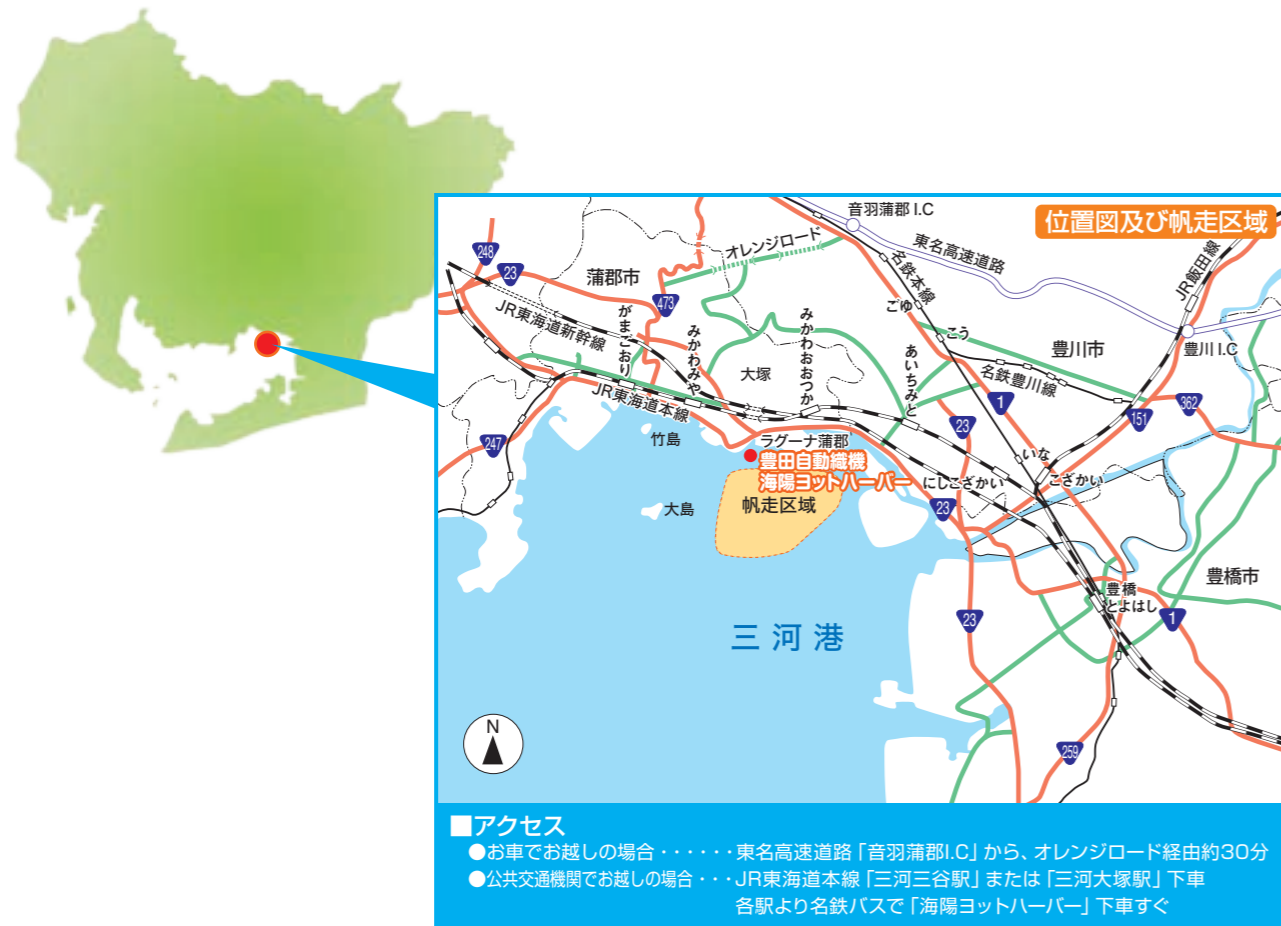 位置図及び帆走区域
音羽蒲郡 I.C
東名高速道路
オレンジロード
名鉄本線
JR飯田線
248
23
蒲郡市
473
JR東海道新幹線
がまごおり
みかわみや
みかわおおつか
あいちみと
ごゆ
こう
豊川市
豊川 I.C
名鉄豊川線
大塚
JR東海道本線
1
362
151
23
247
竹島
ラグーナ蒲郡
豊田自動織機
海陽ヨットハーバー
いな
こざかい
にしこざかい
帆走区域
大島
23
豊橋市
豊橋
とよはし
23
1
三河港
259
N
■アクセス
●お車でお越しの場合・・・・・・東名高速道路「音羽蒲郡I.C」から、オレンジロード経由約30分
●公共交通機関でお越しの場合・・・JR東海道本線「三河三谷駅」または「三河大塚駅」下車
各駅より名鉄バスで「海陽ヨットハーバー」下車すぐ